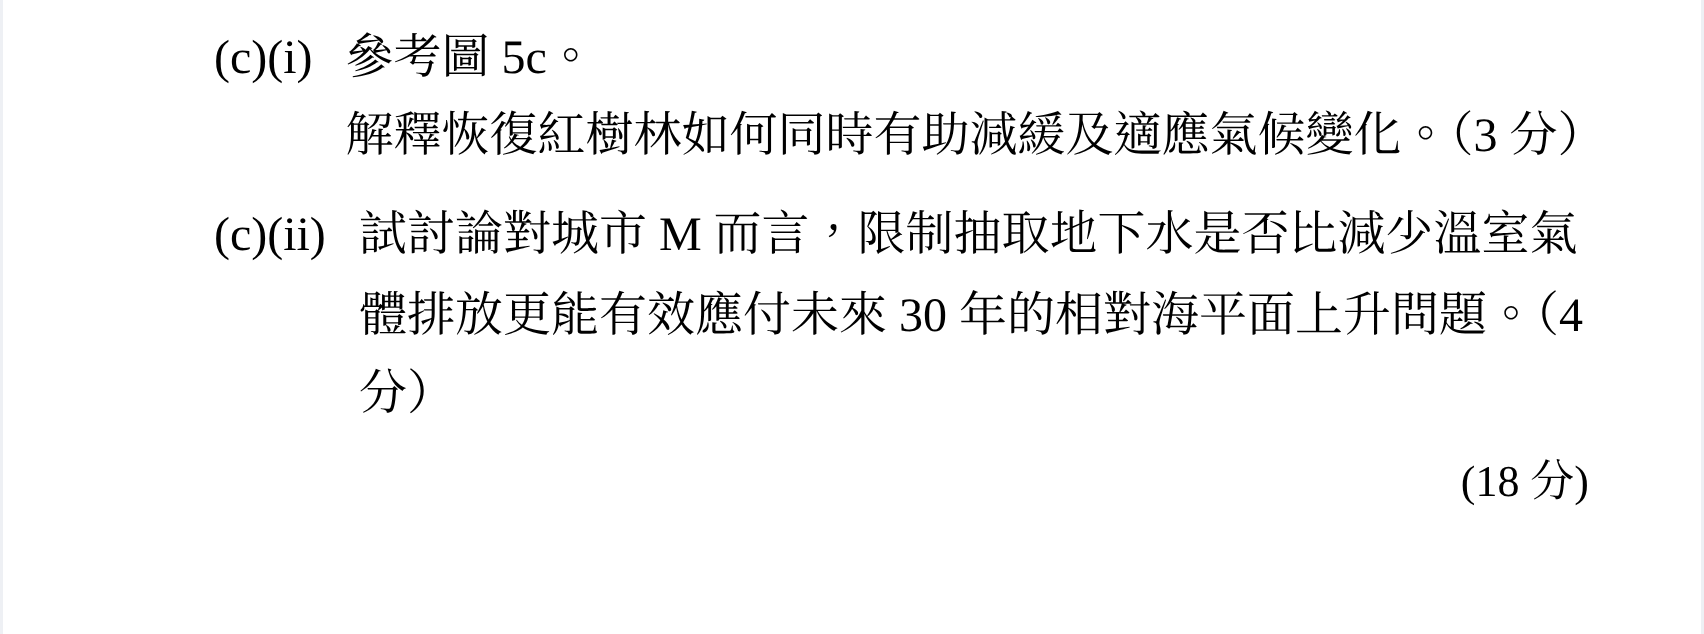 (c)(i) 參考圖 5c。
解釋恢復紅樹林如何同時有助減緩及適應氣候變化。（3 分）
(c)(ii) 試討論對城市 M 而言，限制抽取地下水是否比減少溫室氣
體排放更能有效應付未來 30 年的相對海平面上升問題。（4
分）
(18 分)